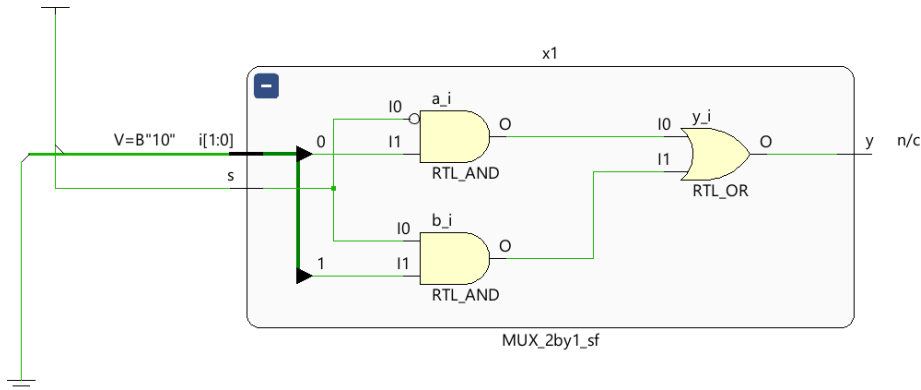 x1
V=B"10"
i[1:0]
s
0
1
I0
a_i
I1
O
RTL_AND
I0
b_i
I1
O
RTL_AND
I0
y_i
I1
O
RTL_OR
y
n/c
MUX_2by1_sf